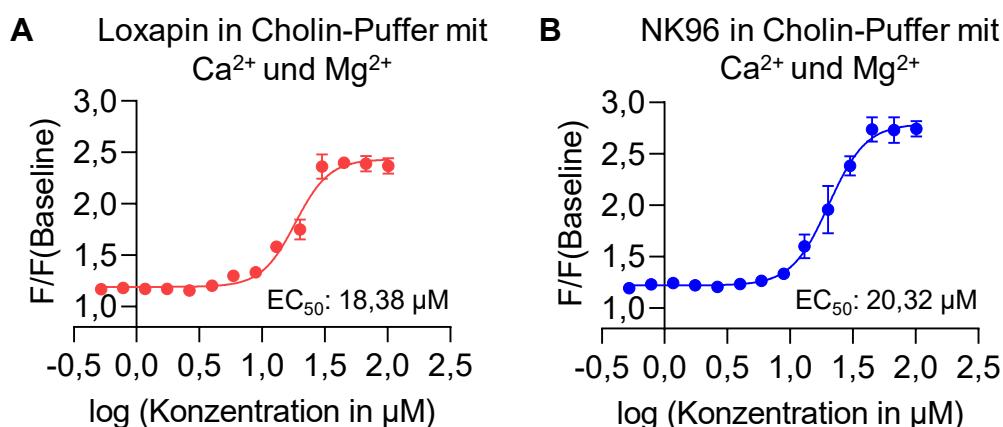 A
Loxapin in Cholin-Puffer mit
Ca²⁺ und Mg²⁺
3,0
2,5
2,0
1,5
1,0
F/F(Baseline)
EC₅₀: 18,38 µM
-0,5 0,0 0,5 1,0 1,5 2,0 2,5
log (Konzentration in µM)
B
NK96 in Cholin-Puffer mit
Ca²⁺ und Mg²⁺
3,0
2,5
2,0
1,5
1,0
F/F(Baseline)
EC₅₀: 20,32 µM
-0,5 0,0 0,5 1,0 1,5 2,0 2,5
log (Konzentration in µM)